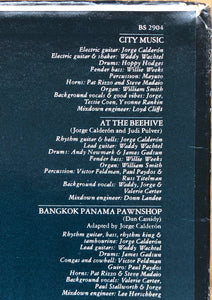 BS 2904
CITY MUSIC
Electric guitar: Jorge Calderón
Electric guitar & shaker: Waddy Wachtel
Drums: Hoppy Hodges
Fender bass: Willie Weeks
Percussion: Mayuto
Horns: Pat Rizzo and Steve Madaio
Organ: William Smith
Background vocals & good vibes: Jorge,
Tessie Coen, Yvonne Rankin
Mixdown engineer: Loyd Clifft
AT THE BEEHIVE
(Jorge Calderón and Judi Pulver)
Rhythm guitar & bells: Jorge Calderón
Lead guitar: Waddy Wachtel
Drums: Andy Newmark & James Gadson
Fender bass: Willie Weeks
Organ: William Smith
Percussion: Victor Feldman, Paul Paydos &
Russ Titelman
Background vocals: Waddy, Jorge &
Valerie Carter
Mixdown engineer: Donn Landee
BANGKOK PANAMA PAWNSHOP
(Dan Cassidy)
Adapted by Jorge Calderón
Rhythm guitar, bass, rhythm king &
tambourine: Jorge Calderón
Lead guitars: Waddy Wachtel
Drums: James Gadson
Congas and cowbell: Victor Feldman
Guiro: Paul Paydos
Horns: Pat Rizzo & Steve Madaio
Background vocals: Valerie Carter,
Paul Stallworth & Jorge
Mixdown engineer: Lee Herschberg